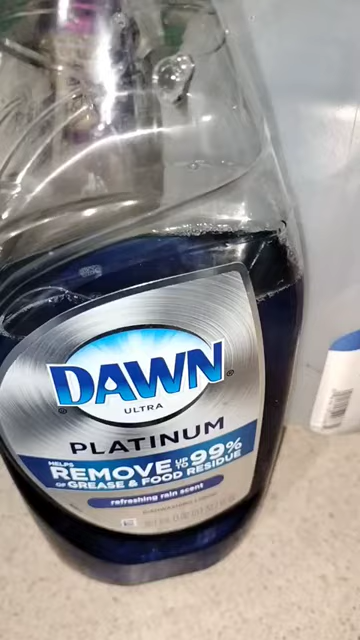 DAWN
ULTRA
PLATINUM
HELPS
REMOVE UP TO 99%
OF GREASE & FOOD RESIDUE
refreshing rain scent